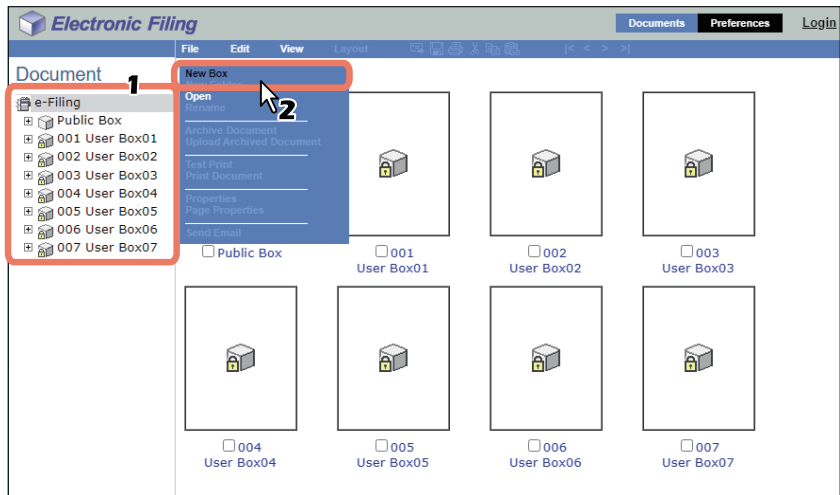 Electronic Filing
Documents Preferences Login
File Edit View Layout |< < > >|
Document
1
e-Filing
Public Box
001 User Box01
002 User Box02
003 User Box03
004 User Box04
005 User Box05
006 User Box06
007 User Box07
New Box
2
Open
Rename
Archive Document
Upload Archived Document
Test Print
Print Document
Properties
Page Properties
Send Email
Public Box
001
User Box01
002
User Box02
003
User Box03
004
User Box04
005
User Box05
006
User Box06
007
User Box07